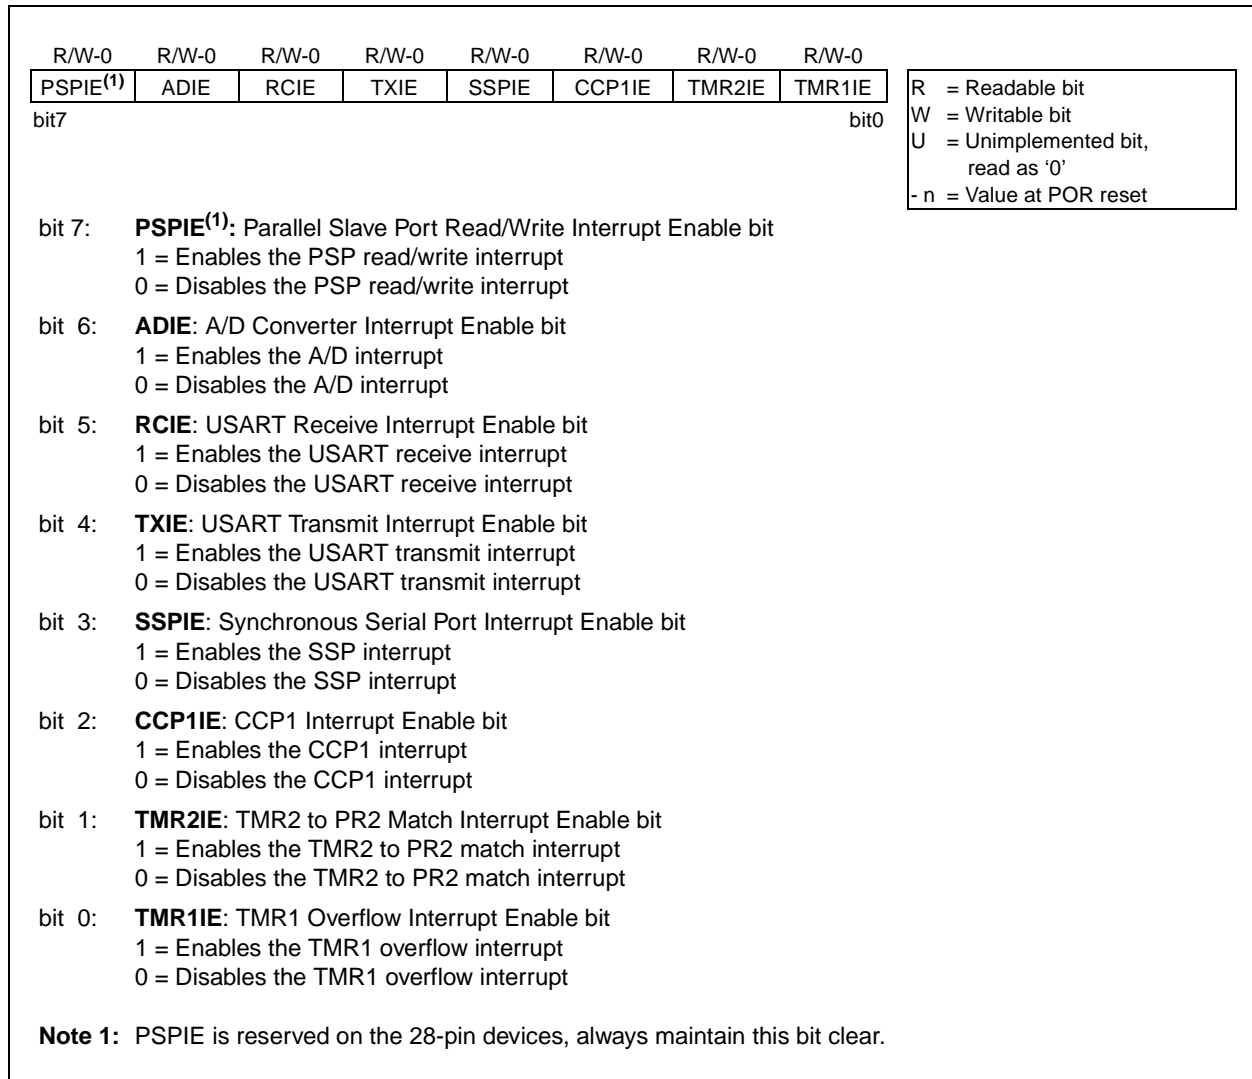 R/W-0 R/W-0 R/W-0 R/W-0 R/W-0 R/W-0 R/W-0 R/W-0
PSPIE(1) ADIE RCIE TXIE SSPIE CCP1IE TMR2IE TMR1IE
bit7 bit0
R = Readable bit
W = Writable bit
U = Unimplemented bit,
read as ‘0’
- n = Value at POR reset
bit 7: PSPIE(1): Parallel Slave Port Read/Write Interrupt Enable bit
1 = Enables the PSP read/write interrupt
0 = Disables the PSP read/write interrupt
bit 6: ADIE: A/D Converter Interrupt Enable bit
1 = Enables the A/D interrupt
0 = Disables the A/D interrupt
bit 5: RCIE: USART Receive Interrupt Enable bit
1 = Enables the USART receive interrupt
0 = Disables the USART receive interrupt
bit 4: TXIE: USART Transmit Interrupt Enable bit
1 = Enables the USART transmit interrupt
0 = Disables the USART transmit interrupt
bit 3: SSPIE: Synchronous Serial Port Interrupt Enable bit
1 = Enables the SSP interrupt
0 = Disables the SSP interrupt
bit 2: CCP1IE: CCP1 Interrupt Enable bit
1 = Enables the CCP1 interrupt
0 = Disables the CCP1 interrupt
bit 1: TMR2IE: TMR2 to PR2 Match Interrupt Enable bit
1 = Enables the TMR2 to PR2 match interrupt
0 = Disables the TMR2 to PR2 match interrupt
bit 0: TMR1IE: TMR1 Overflow Interrupt Enable bit
1 = Enables the TMR1 overflow interrupt
0 = Disables the TMR1 overflow interrupt
Note 1: PSPIE is reserved on the 28-pin devices, always maintain this bit clear.